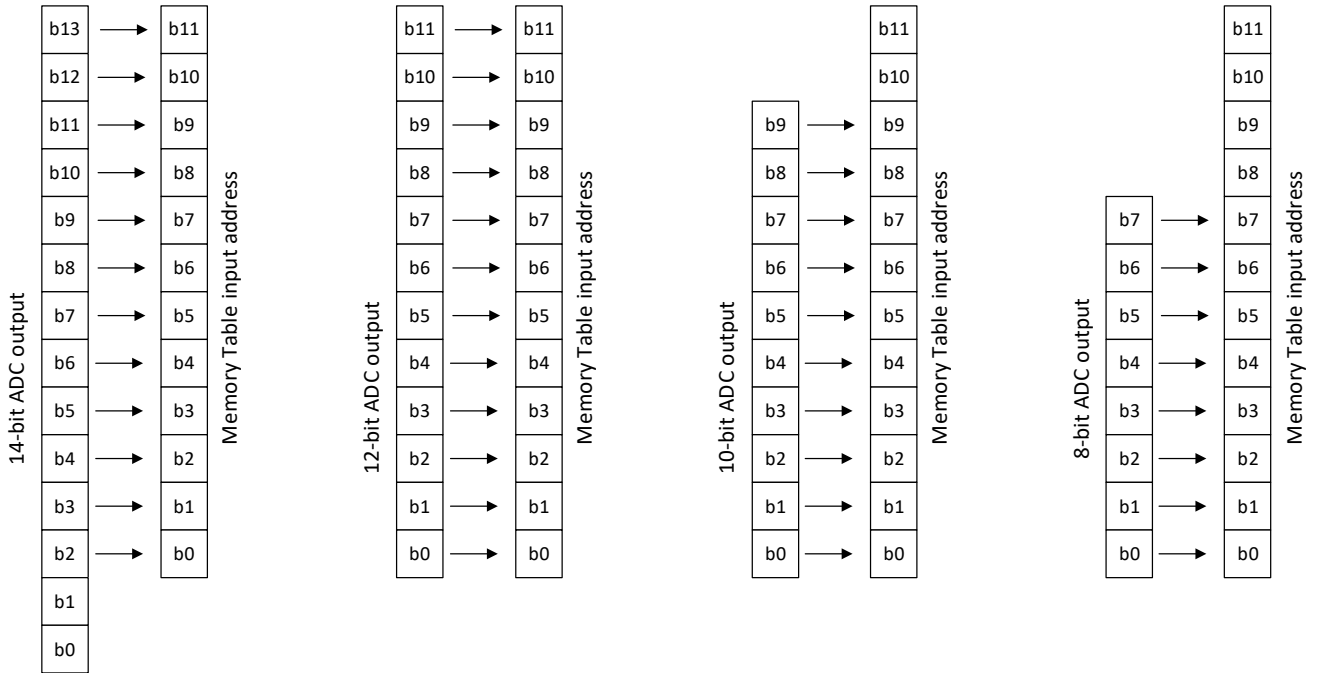 b13 b11 b11 b11 b11 b11
b12 b10 b10 b10 b10 b10
b11 b9 b9 b9 b9 b9 b9
b10 b8 b8 b8 b8 b8 b8
b9 b7 b7 b7 b7 b7 b7 b7
b8 b6 b6 b6 b6 b6 b6 b6
b7 b5 b5 b5 b5 b5 b5 b5
b6 b4 b4 b4 b4 b4 b4 b4
b5 b3 b3 b3 b3 b3 b3 b3
b4 b2 b2 b2 b2 b2 b2 b2
b3 b1 b1 b1 b1 b1 b1 b1
b2 b0 b0 b0 b0 b0 b0 b0
b1
b0
14-bit ADC output
Memory Table input address
12-bit ADC output
Memory Table input address
10-bit ADC output
Memory Table input address
8-bit ADC output
Memory Table input address